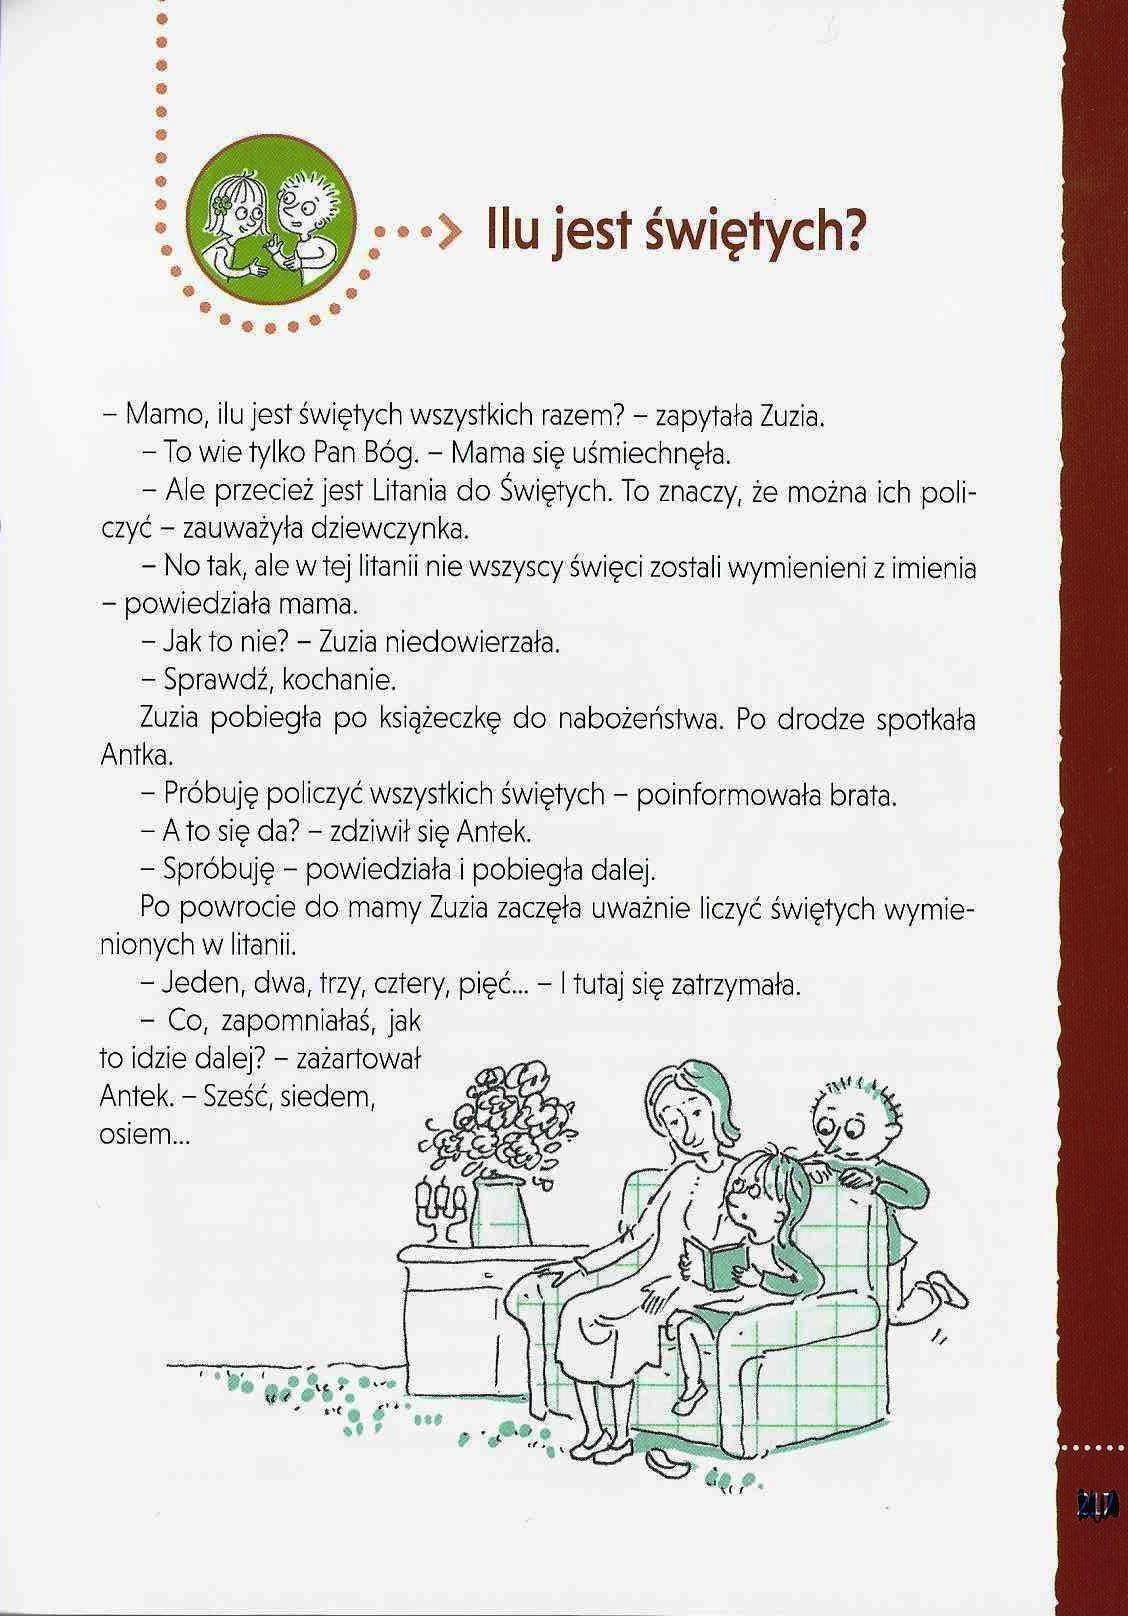 Ilu jest świętych?
– Mamo, ilu jest świętych wszystkich razem? – zapytała Zuzia.
– To wie tylko Pan Bóg. – Mama się uśmiechnęła.
– Ale przecież jest Litania do Świętych. To znaczy, że można ich poli-
czyć – zauważyła dziewczynka.
– No tak, ale w tej litanii nie wszyscy święci zostali wymienieni z imienia
– powiedziała mama.
– Jak to nie? – Zuzia niedowierzała.
– Sprawdź, kochanie.
Zuzia pobiegła po książeczkę do nabożeństwa. Po drodze spotkała
Antka.
– Próbuję policzyć wszystkich świętych – poinformowała brata.
– A to się da? – zdziwił się Antek.
– Spróbuję – powiedziała i pobiegła dalej.
Po powrocie do mamy Zuzia zaczęła uważnie liczyć świętych wymie-
nionych w litanii.
– Jeden, dwa, trzy, cztery, pięć... – I tutaj się zatrzymała.
– Co, zapomniałaś, jak
to idzie dalej? – zażartował
Antek. – Sześć, siedem,
osiem...
217